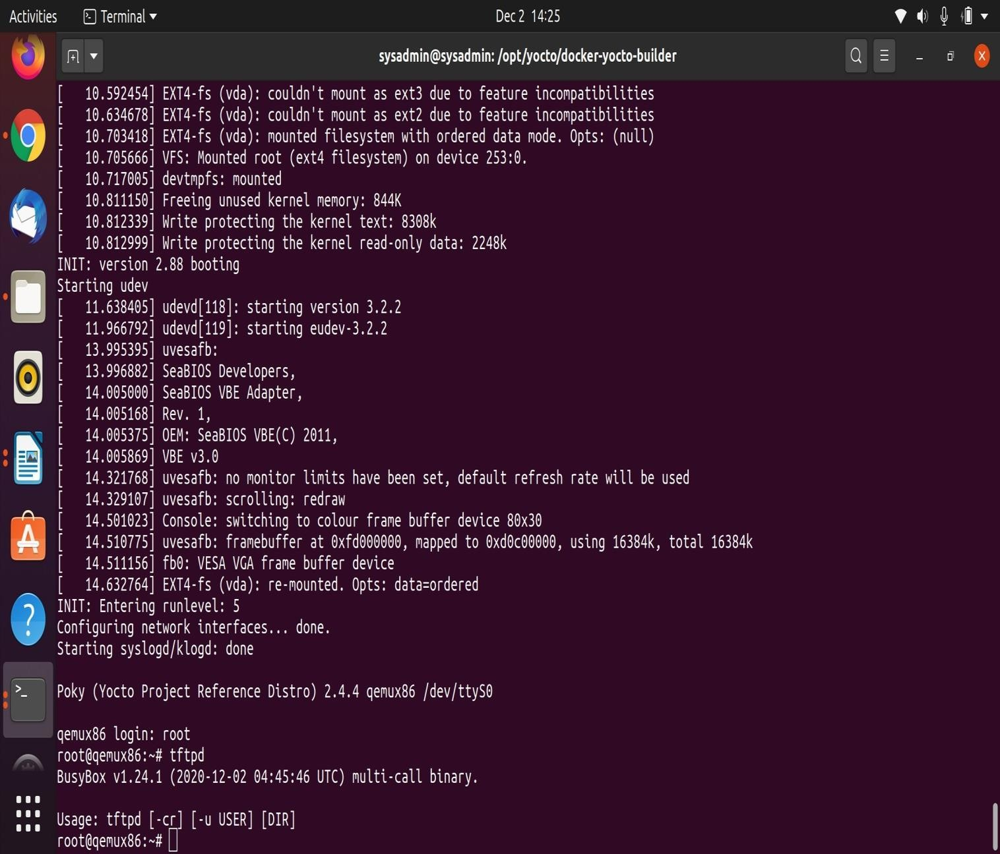 Activities Terminal Dec 2 14:25
sysadmin@sysadmin: /opt/yocto/docker-yocto-builder
[   10.592454] EXT4-fs (vda): couldn't mount as ext3 due to feature incompatibilities
[   10.634678] EXT4-fs (vda): couldn't mount as ext2 due to feature incompatibilities
[   10.703418] EXT4-fs (vda): mounted filesystem with ordered data mode. Opts: (null)
[   10.705666] VFS: Mounted root (ext4 filesystem) on device 253:0.
[   10.717005] devtmpfs: mounted
[   10.811150] Freeing unused kernel memory: 844K
[   10.812339] Write protecting the kernel text: 8308k
[   10.812999] Write protecting the kernel read-only data: 2248k
INIT: version 2.88 booting
Starting udev
[   11.638405] udevd[118]: starting version 3.2.2
[   11.966792] udevd[119]: starting eudev-3.2.2
[   13.995395] uvesafb:
[   13.996882] SeaBIOS Developers,
[   14.005000] SeaBIOS VBE Adapter,
[   14.005168] Rev. 1,
[   14.005375] OEM: SeaBIOS VBE(C) 2011,
[   14.005869] VBE v3.0
[   14.321768] uvesafb: no monitor limits have been set, default refresh rate will be used
[   14.329107] uvesafb: scrolling: redraw
[   14.501023] Console: switching to colour frame buffer device 80x30
[   14.510775] uvesafb: framebuffer at 0xfd000000, mapped to 0xd0c00000, using 16384k, total 16384k
[   14.511156] fb0: VESA VGA frame buffer device
[   14.632764] EXT4-fs (vda): re-mounted. Opts: data=ordered
INIT: Entering runlevel: 5
Configuring network interfaces... done.
Starting syslogd/klogd: done
Poky (Yocto Project Reference Distro) 2.4.4 qemux86 /dev/ttyS0
qemux86 login: root
root@qemux86:~# tftpd
BusyBox v1.24.1 (2020-12-02 04:45:46 UTC) multi-call binary.
Usage: tftpd [-cr] [-u USER] [DIR]
root@qemux86:~#